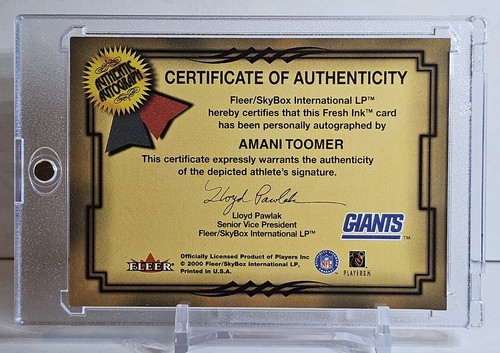 AUTHENTIC
AUTOGRAPH
CERTIFICATE OF AUTHENTICITY
Fleer/SkyBox International LP™
hereby certifies that this Fresh Ink™ card
has been personally autographed by
AMANI TOOMER
This certificate expressly warrants the authenticity
of the depicted athlete's signature.
Lloyd Pawlak
Lloyd Pawlak
Senior Vice President
Fleer/SkyBox International LP™
GIANTS™
FLEER
Officially Licensed Product of Players Inc
© 2000 Fleer/SkyBox International LP,
Printed in U.S.A.
NFL
PLAYERS